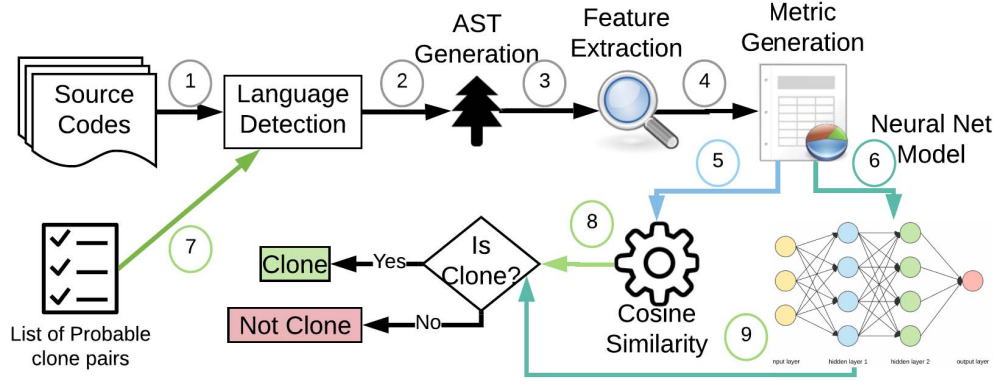 AST
Generation
Feature
Extraction
Metric
Generation
1
2
3
4
Source
Codes
Language
Detection
Neural Net
Model
5
6
7
8
Is
Clone?
Yes
Clone
No
Not Clone
Cosine
Similarity
9
List of Probable
clone pairs
input layer
hidden layer 1
hidden layer 2
output layer